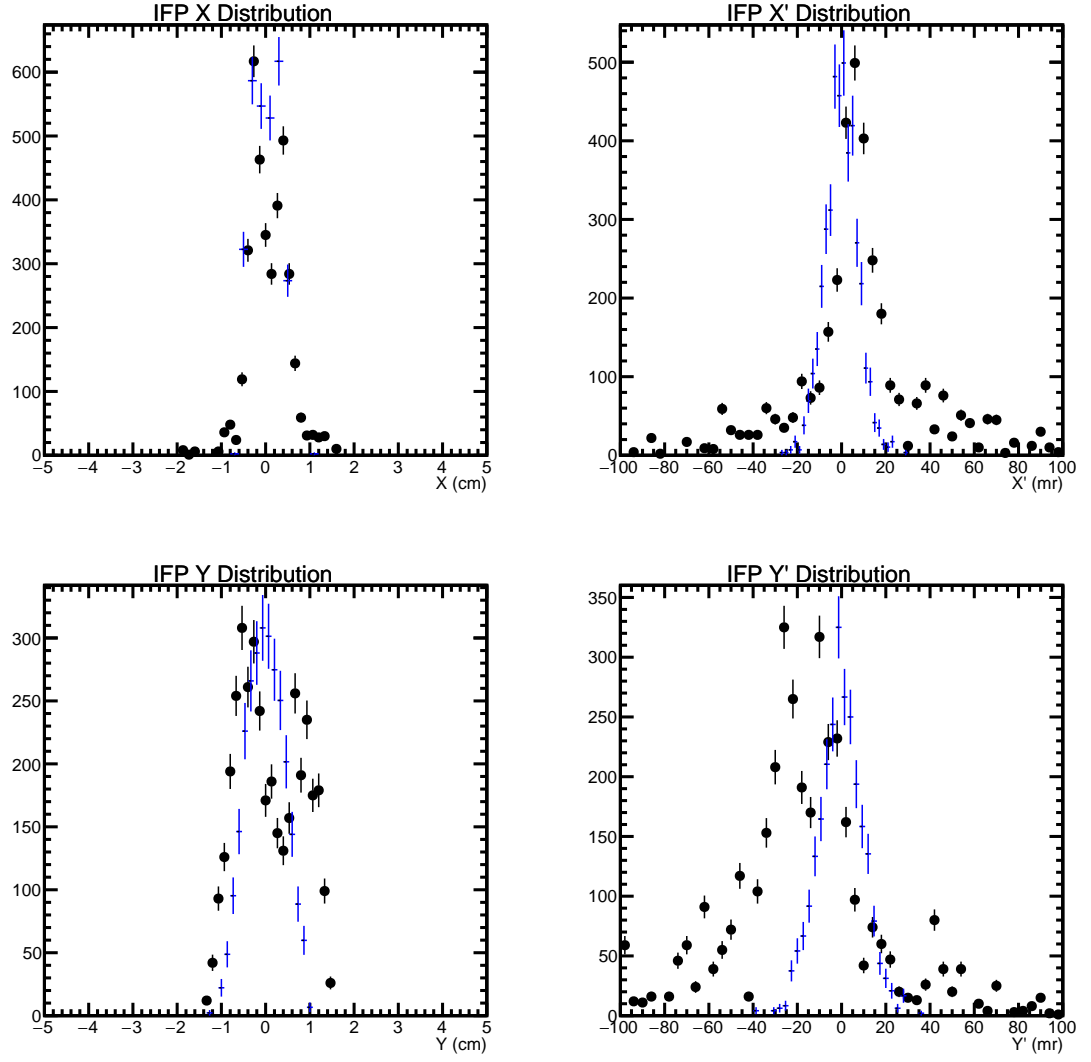 IFP X Distribution
600
500
400
300
200
100
0
−5 −4 −3 −2 −1 0 1 2 3 4 5
X (cm)
IFP X' Distribution
500
400
300
200
100
0
−100 −80 −60 −40 −20 0 20 40 60 80 100
X' (mr)
IFP Y Distribution
300
250
200
150
100
50
0
−5 −4 −3 −2 −1 0 1 2 3 4 5
Y (cm)
IFP Y' Distribution
350
300
250
200
150
100
50
0
−100 −80 −60 −40 −20 0 20 40 60 80 100
Y' (mr)